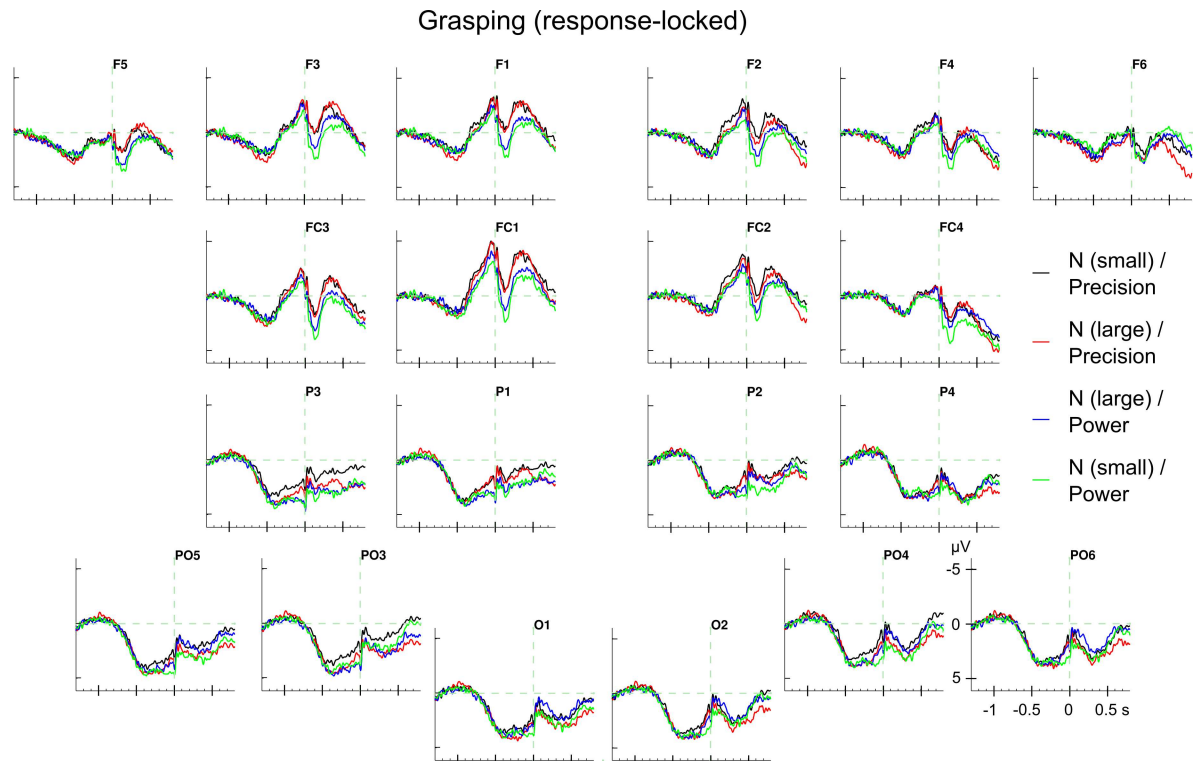 Grasping (response-locked)
F5 F3 F1 F2 F4 F6
FC3 FC1 FC2 FC4
N (small) /
Precision
N (large) /
Precision
N (large) /
Power
N (small) /
Power
P3 P1 P2 P4
PO5 PO3 PO4 PO6
µV
-5
0
5
-1 0 0.5 s
O1 O2